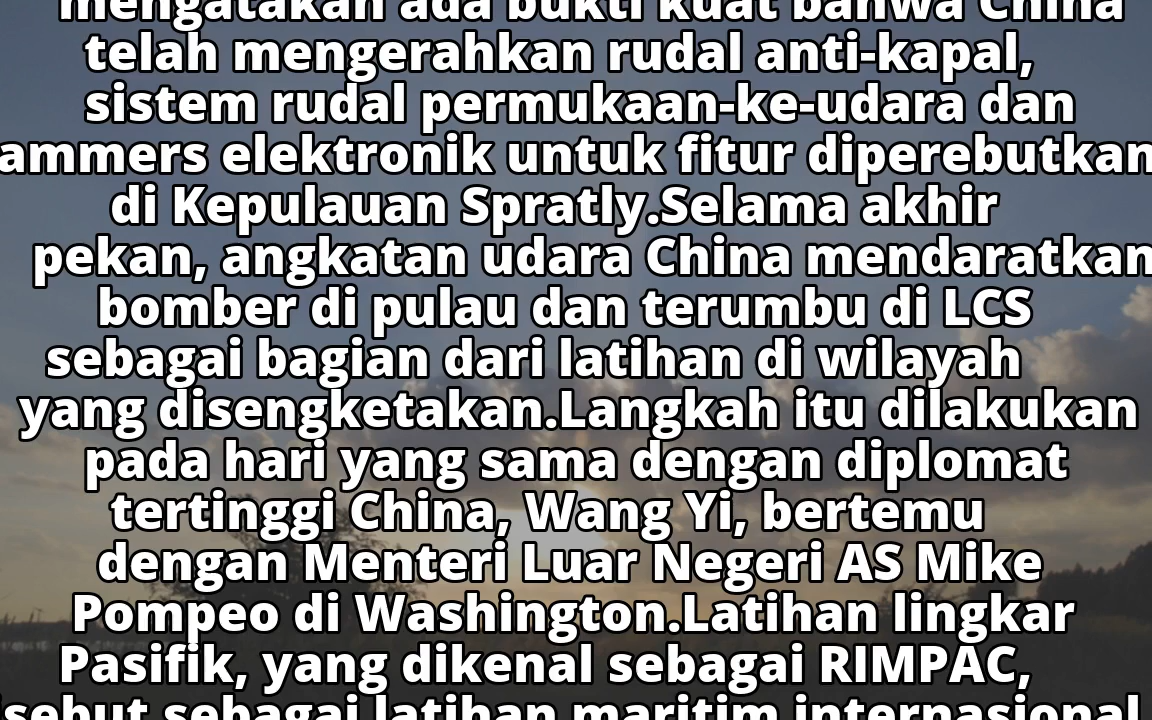 mengatakan ada bukti kuat bahwa China
telah mengerahkan rudal anti-kapal,
sistem rudal permukaan-ke-udara dan
ammers elektronik untuk fitur diperebutkan
di Kepulauan Spratly.Selama akhir
pekan, angkatan udara China mendaratkan
bomber di pulau dan terumbu di LCS
sebagai bagian dari latihan di wilayah
yang disengketakan.Langkah itu dilakukan
pada hari yang sama dengan diplomat
tertinggi China, Wang Yi, bertemu
dengan Menteri Luar Negeri AS Mike
Pompeo di Washington.Latihan lingkar
Pasifik, yang dikenal sebagai RIMPAC,
isebut sebagai latihan maritim internasional